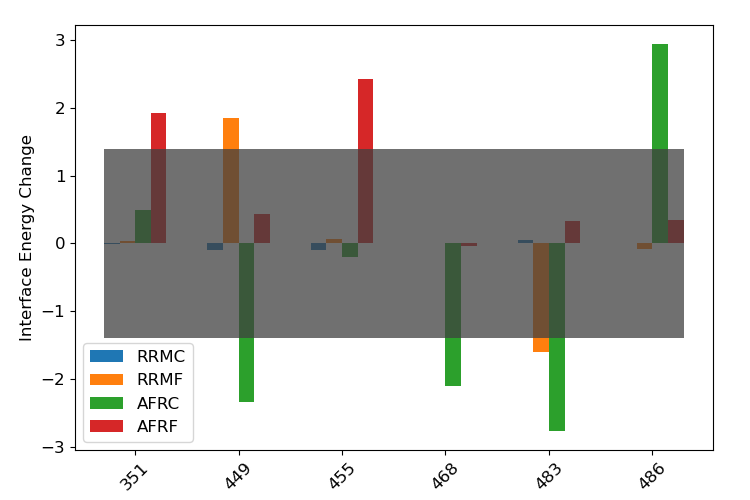 3
2
1
0
−1
−2
−3
Interface Energy Change
RRMC
RRMF
AFRC
AFRF
351
449
455
468
483
486